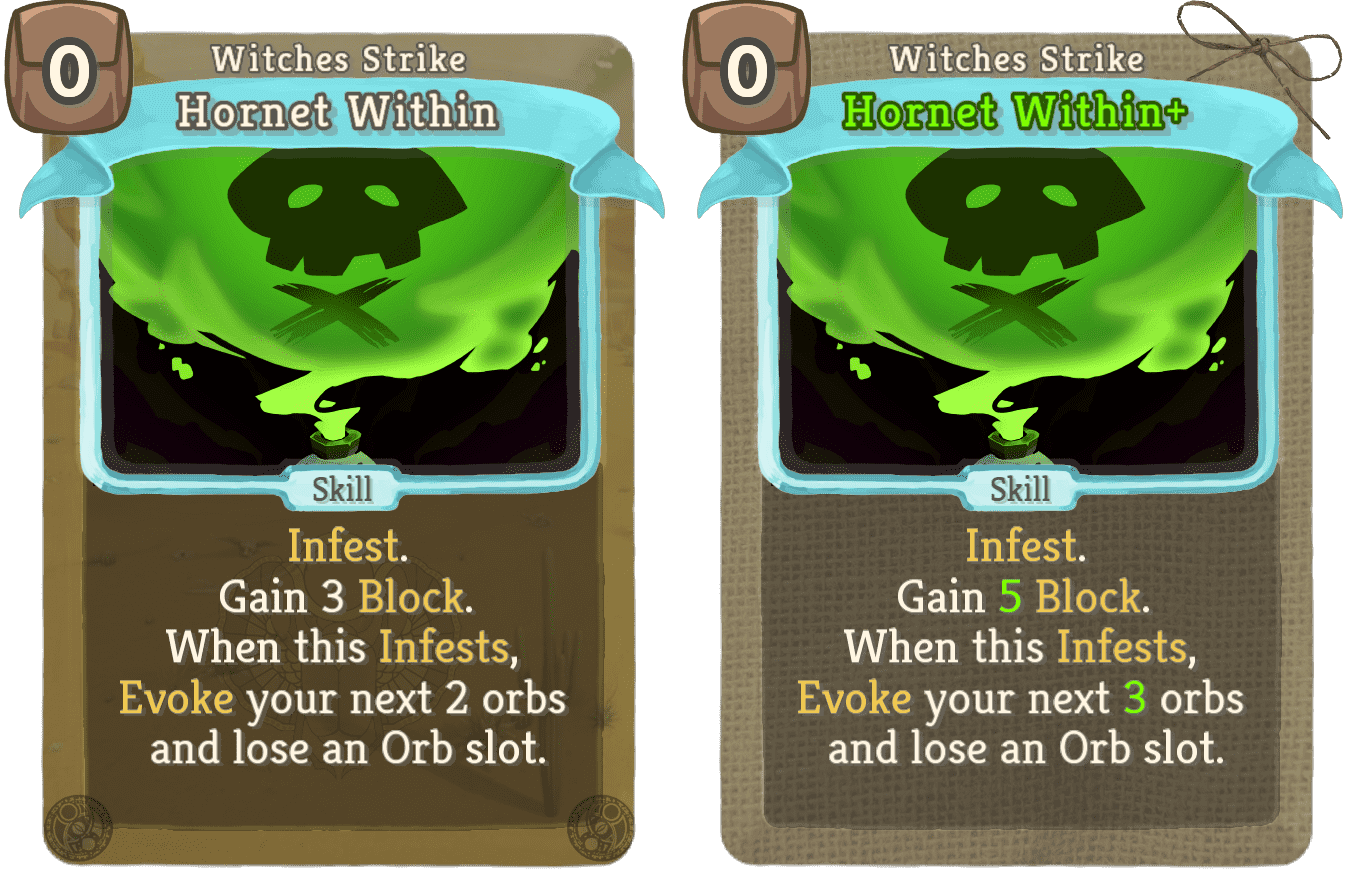 0
Witches Strike
Hornet Within
Skill
Infest.
Gain 3 Block.
When this Infests,
Evoke your next 2 orbs
and lose an Orb slot.
0
Witches Strike
Hornet Within+
Skill
Infest.
Gain 5 Block.
When this Infests,
Evoke your next 3 orbs
and lose an Orb slot.